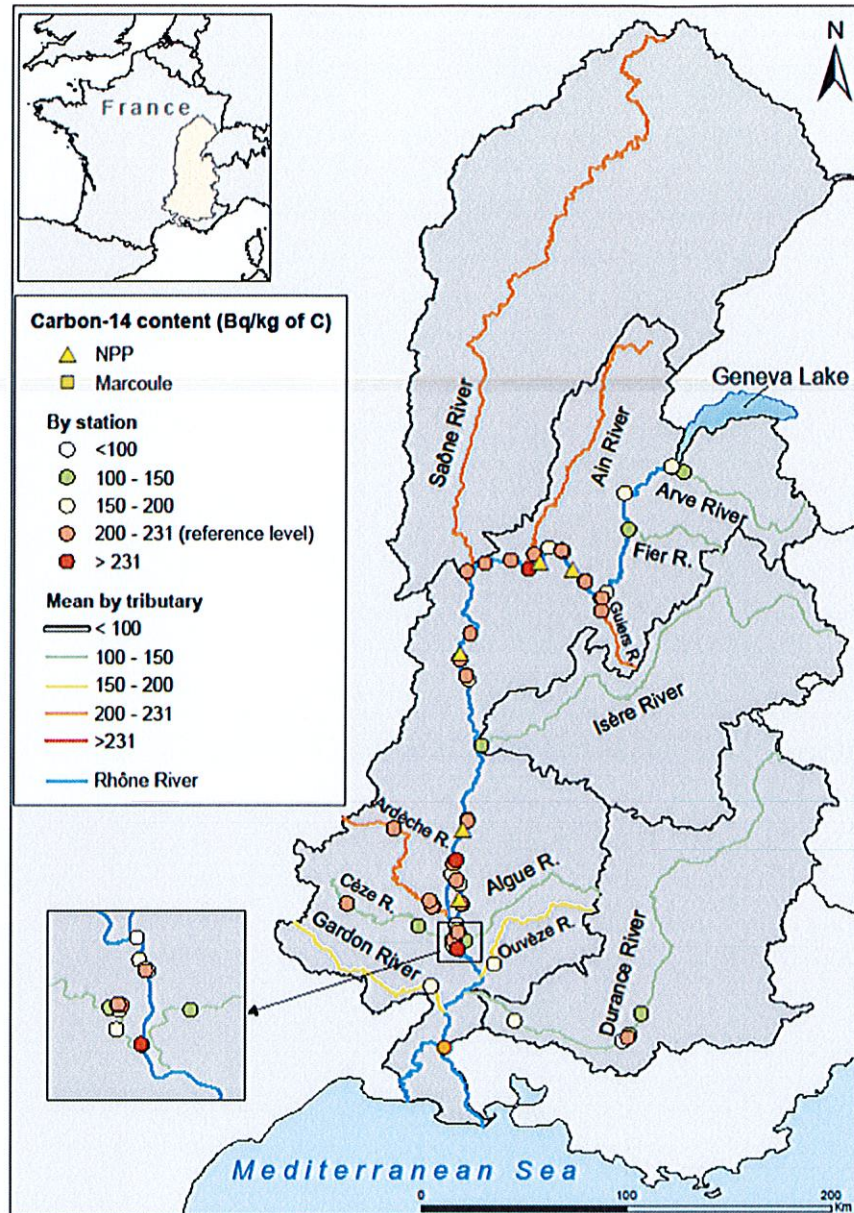 France
N
Carbon-14 content (Bq/kg of C)
NPP
Marcoule
By station
<100
100 - 150
150 - 200
200 - 231 (reference level)
> 231
Mean by tributary
< 100
100 - 150
150 - 200
200 - 231
>231
Rhône River
Saône River
Ain River
Geneva Lake
Arve River
Fier R.
Guiers R.
Isère River
Ardèche R.
Cèze R.
Algue R.
Gardon River
Ouvèze R.
Durance River
Mediterranean Sea
0 100 200
Km